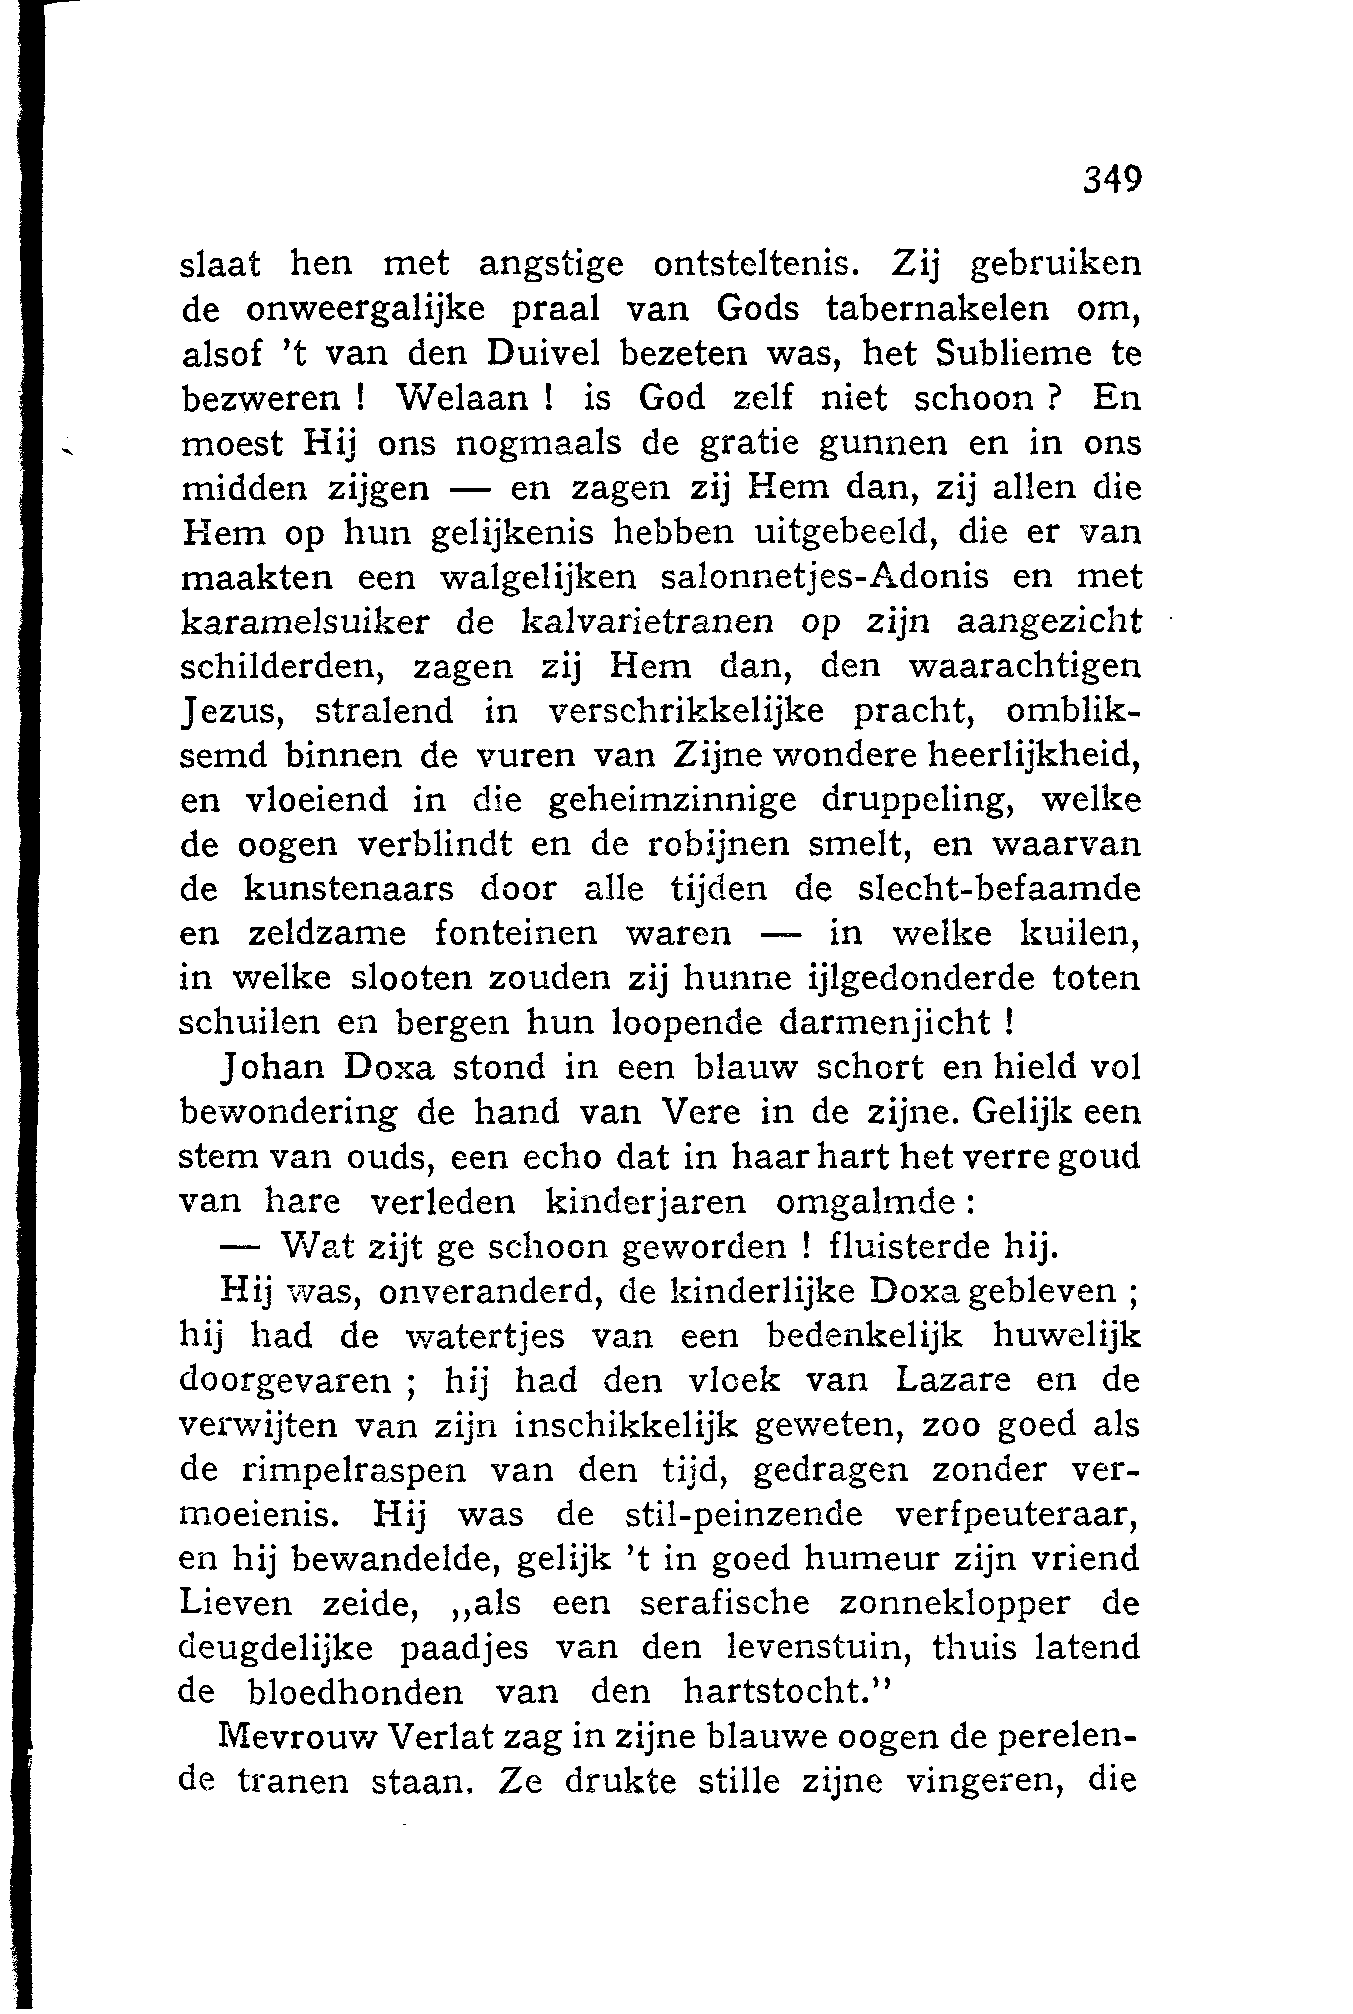 349
slaat hen met angstige ontsteltenis. Zij gebruiken
de onweergalijke praal van Gods tabernakelen om,
alsof 't van den Duivel bezeten was, het Sublieme te
bezweren ! Welaan ! is God zelf niet schoon ? En
moest Hij ons nogmaals de gratie gunnen en in ons
midden zijgen — en zagen zij Hem dan, zij allen die
Hem op hun gelijkenis hebben uitgebeeld, die er van
maakten een walgelijken salonnetjes-Adonis en met
karamelsuiker de kalvarietranen op zijn aangezicht
schilderden, zagen zij Hem dan, den waarachtigen
Jezus, stralend in verschrikkelijke pracht, omblik-
semd binnen de vuren van Zijne wondere heerlijkheid,
en vloeiend in die geheimzinnige druppeling, welke
de oogen verblindt en de robijnen smelt, en waarvan
de kunstenaars door alle tijden de slecht-befaamde
en zeldzame fonteinen waren — in welke kuilen,
in welke slooten zouden zij hunne ijlgedonderde toten
schuilen en bergen hun loopende darmenjicht !
Johan Doxa stond in een blauw schort en hield vol
bewondering de hand van Vere in de zijne. Gelijk een
stem van ouds, een echo dat in haar hart het verre goud
van hare verleden kinderjaren omgalmde :
— Wat zijt ge schoon geworden ! fluisterde hij.
Hij was, onveranderd, de kinderlijke Doxa gebleven ;
hij had de watertjes van een bedenkelijk huwelijk
doorgevaren ; hij had den vloek van Lazare en de
verwijten van zijn inschikkelijk geweten, zoo goed als
de rimpelraspen van den tijd, gedragen zonder ver-
moeienis. Hij was de stil-peinzende verfpeuteraar,
en hij bewandelde, gelijk 't in goed humeur zijn vriend
Lieven zeide, ,,als een serafische zonneklopper de
deugdelijke paadjes van den levenstuin, thuis latend
de bloedhonden van den hartstocht."
Mevrouw Verlat zag in zijne blauwe oogen de perelen-
de tranen staan. Ze drukte stille zijne vingeren, die